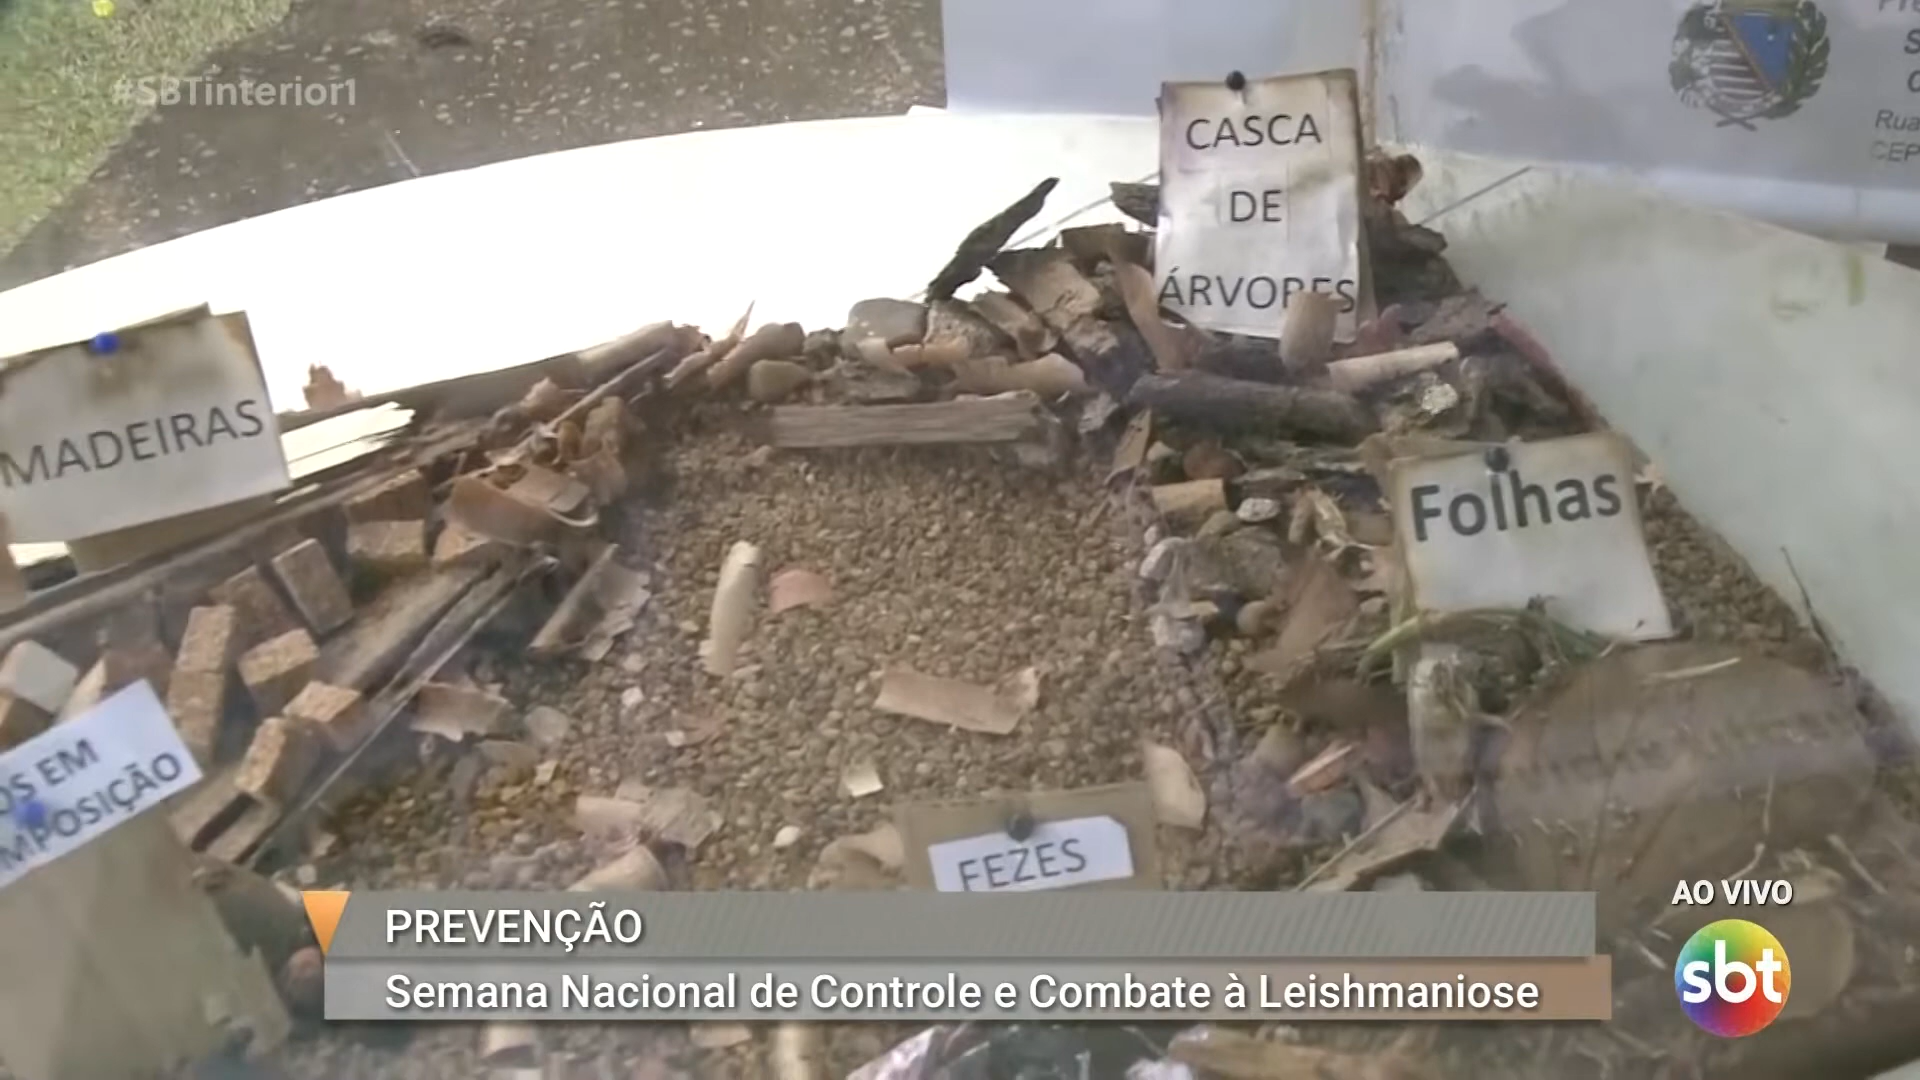 #SBTinterior1
CASCA
DE
ÁRVORES
Rua
CEP
MADEIRAS
Folhas
OS EM
MPOSIÇÃO
FEZES
AO VIVO
sbt
PREVENÇÃO
Semana Nacional de Controle e Combate à Leishmaniose